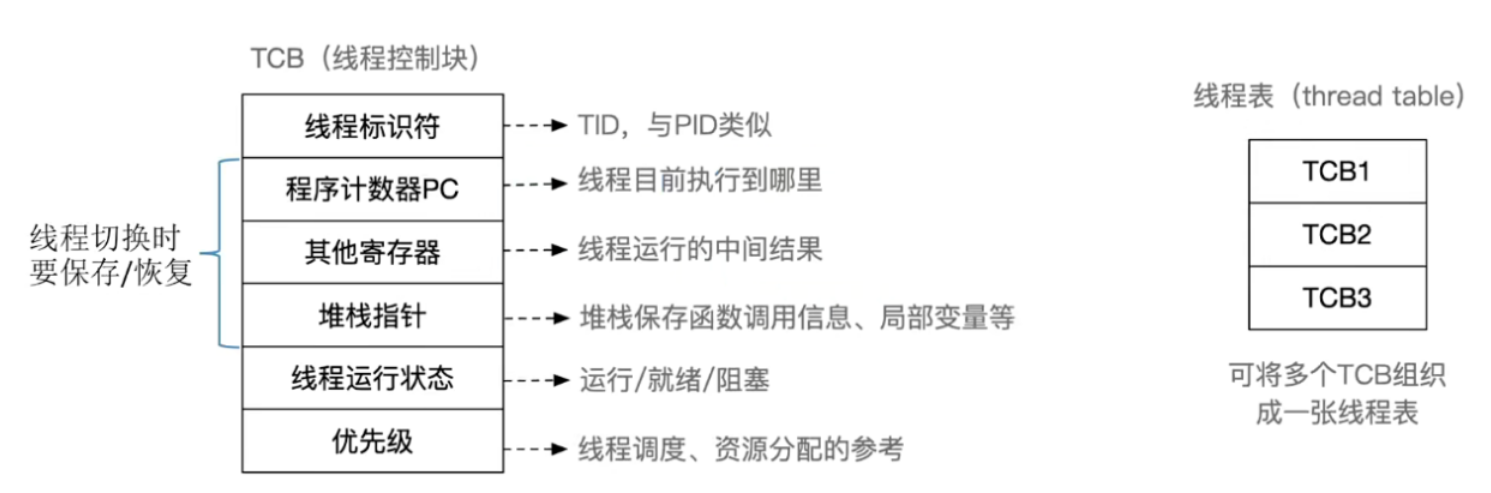 TCB（线程控制块）
线程标识符
TID，与PID类似
程序计数器PC
线程目前执行到哪里
其他寄存器
线程运行的中间结果
堆栈指针
堆栈保存函数调用信息、局部变量等
线程运行状态
运行/就绪/阻塞
优先级
线程调度、资源分配的参考
线程切换时
要保存/恢复
线程表（thread table）
TCB1
TCB2
TCB3
可将多个TCB组织
成一张线程表